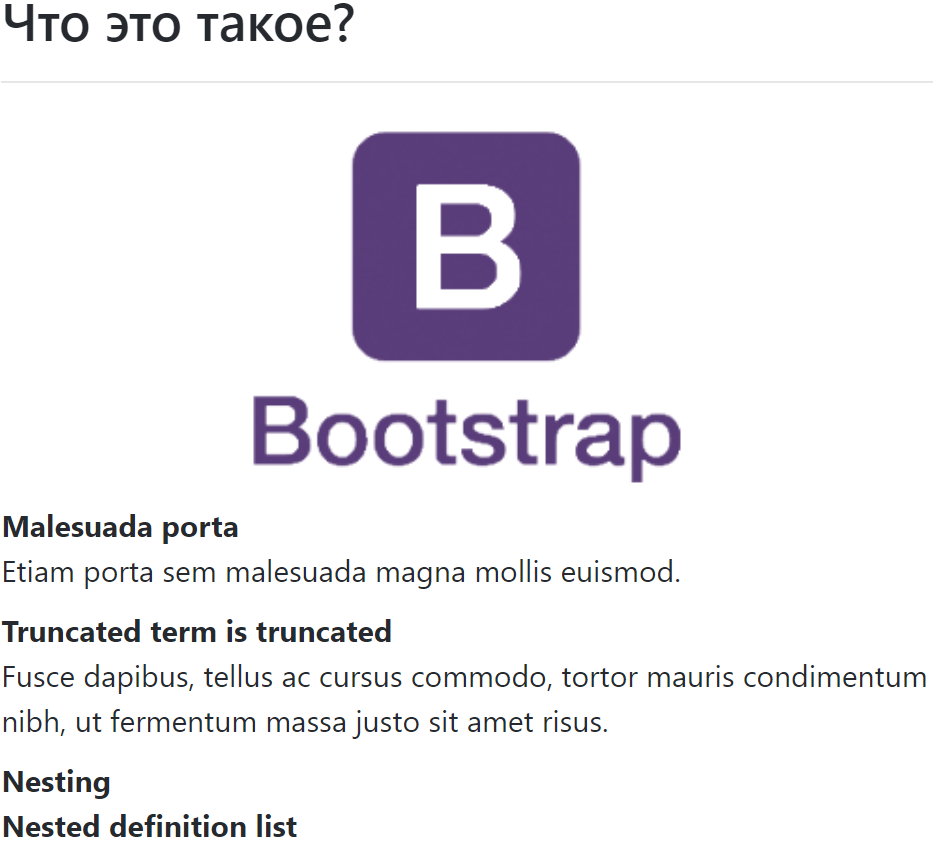 Что это такое?
B
Bootstrap
Malesuada porta
Etiam porta sem malesuada magna mollis euismod.
Truncated term is truncated
Fusce dapibus, tellus ac cursus commodo, tortor mauris condimentum
nibh, ut fermentum massa justo sit amet risus.
Nesting
Nested definition list